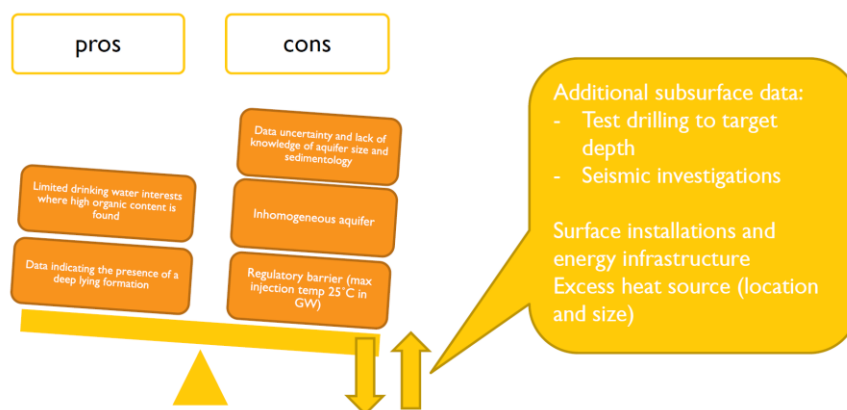 pros
cons
Data uncertainty and lack of
knowledge of aquifer size and
sedimentology
Limited drinking water interests
where high organic content is
found
Inhomogeneous aquifer
Data indicating the presence of a
deep lying formation
Regulatory barrier (max
injection temp 25°C in
GW)
Additional subsurface data:
- Test drilling to target
depth
- Seismic investigations
Surface installations and
energy infrastructure
Excess heat source (location
and size)